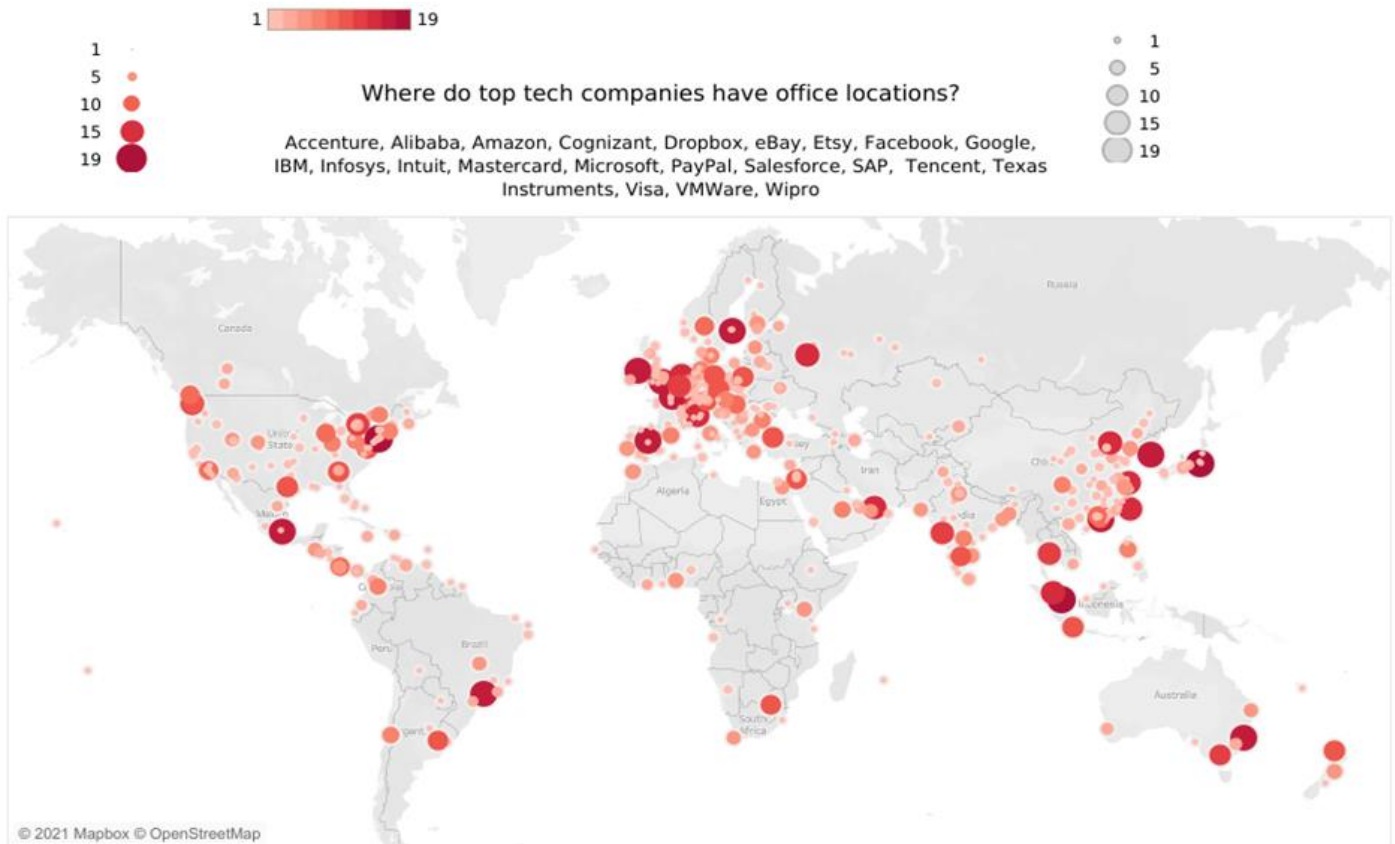 1 19
1
5
10
15
19
1
5
10
15
19
Where do top tech companies have office locations?
Accenture, Alibaba, Amazon, Cognizant, Dropbox, eBay, Etsy, Facebook, Google,
IBM, Infosys, Intuit, Mastercard, Microsoft, PayPal, Salesforce, SAP, Tencent, Texas
Instruments, Visa, VMWare, Wipro
Russia
Canada
Iran
Algeria
Egypt
Brazil
Peru
Australia
South
Africa
© 2021 Mapbox © OpenStreetMap